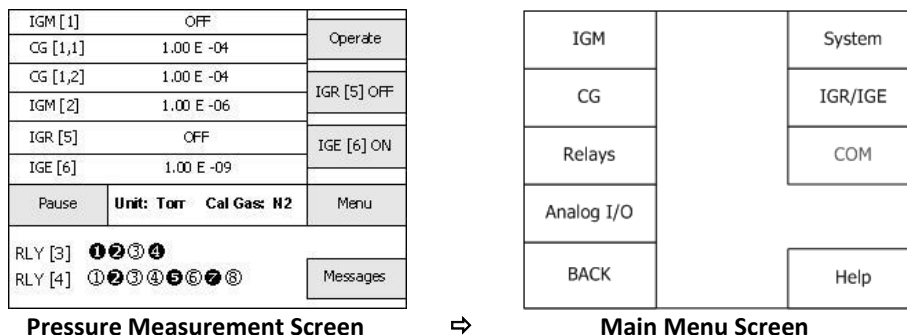 IGM [1] OFF
CG [1,1] 1.00 E -04
Operate
CG [1,2] 1.00 E -04
IGM [2] 1.00 E -06
IGR [5] OFF
IGR [5] OFF
IGE [6] ON
IGE [6] 1.00 E -09
Pause Unit: Torr Cal Gas: N2 Menu
RLY [3] ❶❷③❹
RLY [4] ①❷③④❺⑥❼⑧
Messages
Pressure Measurement Screen
⇨
IGM System
CG IGR/IGE
Relays COM
Analog I/O
BACK Help
Main Menu Screen